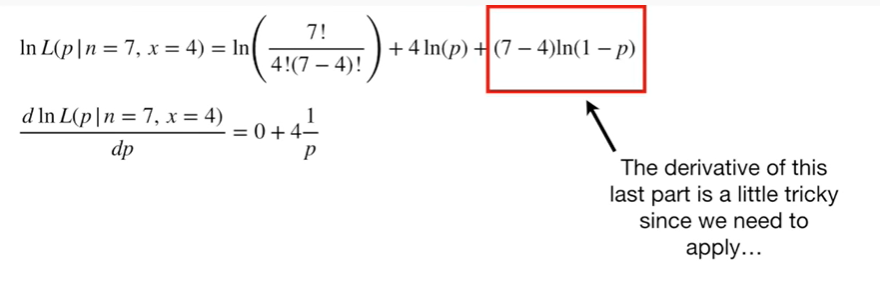 ln L(p | n = 7, x = 4) = ln(7! / 4!(7 − 4)!) + 4 ln(p) + (7 − 4)ln(1 − p)
d ln L(p | n = 7, x = 4) / dp = 0 + 4 1/p
The derivative of this
last part is a little tricky
since we need to
apply…